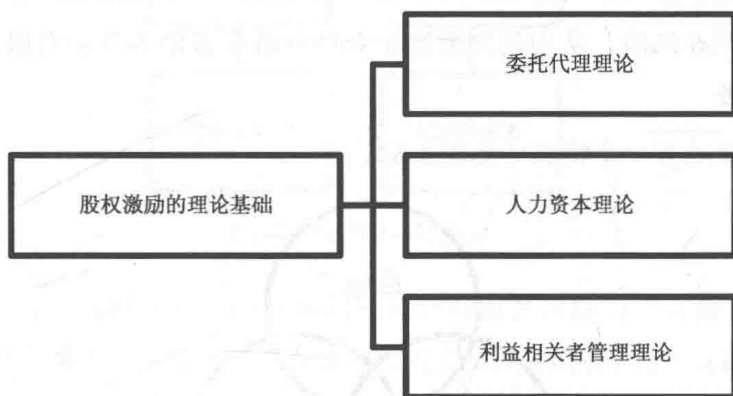 委托代理理论
股权激励的理论基础
人力资本理论
利益相关者管理理论